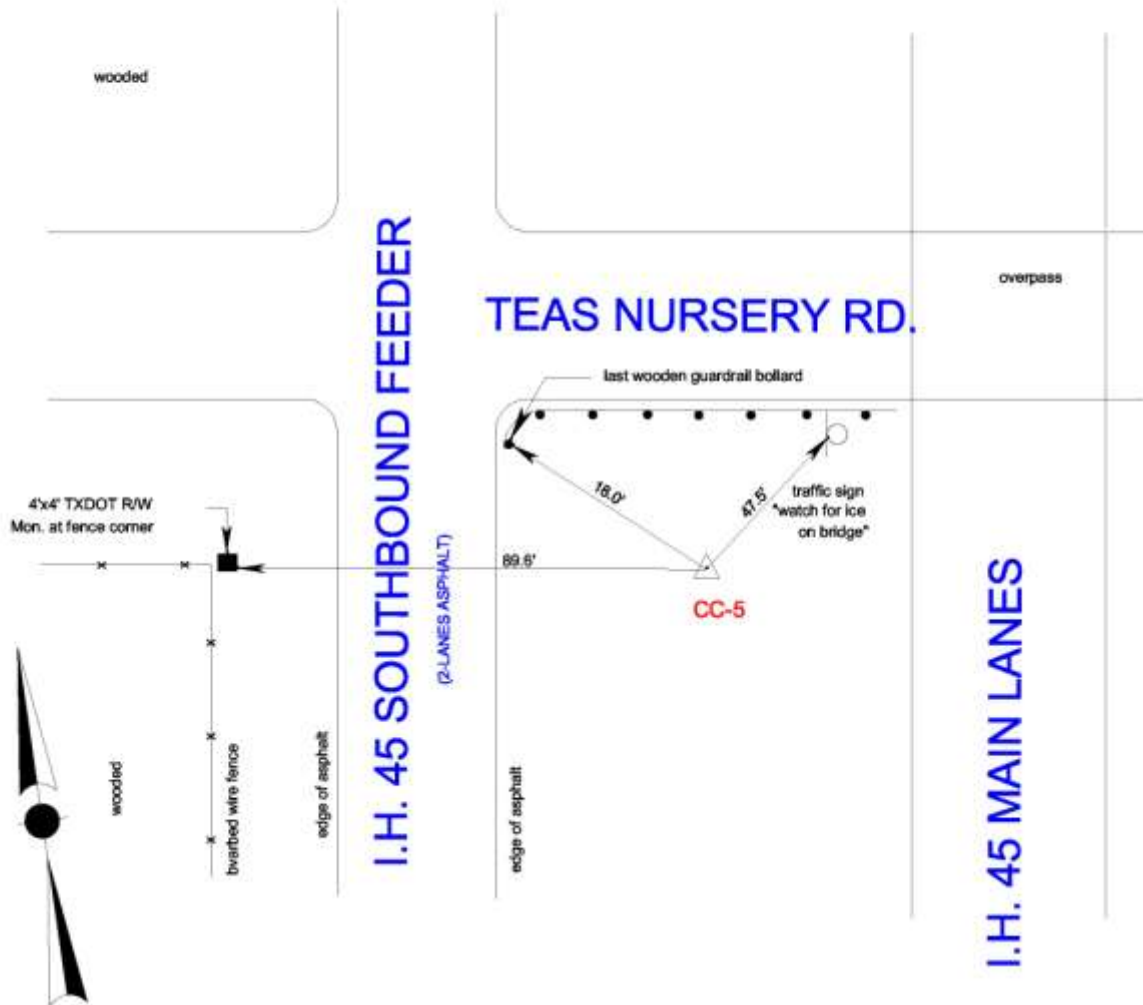 wooded
overpass
TEAS NURSERY RD.
last wooden guardrail bollard
I.H. 45 SOUTHBOUND FEEDER
(2-LANES ASPHALT)
4'x4' TXDOT R/W
Mon. at fence corner
16.0'
47.5'
traffic sign
"watch for ice
on bridge"
89.6'
CC-5
I.H. 45 MAIN LANES
wooded
bvarbed wire fence
edge of asphalt
edge of asphalt